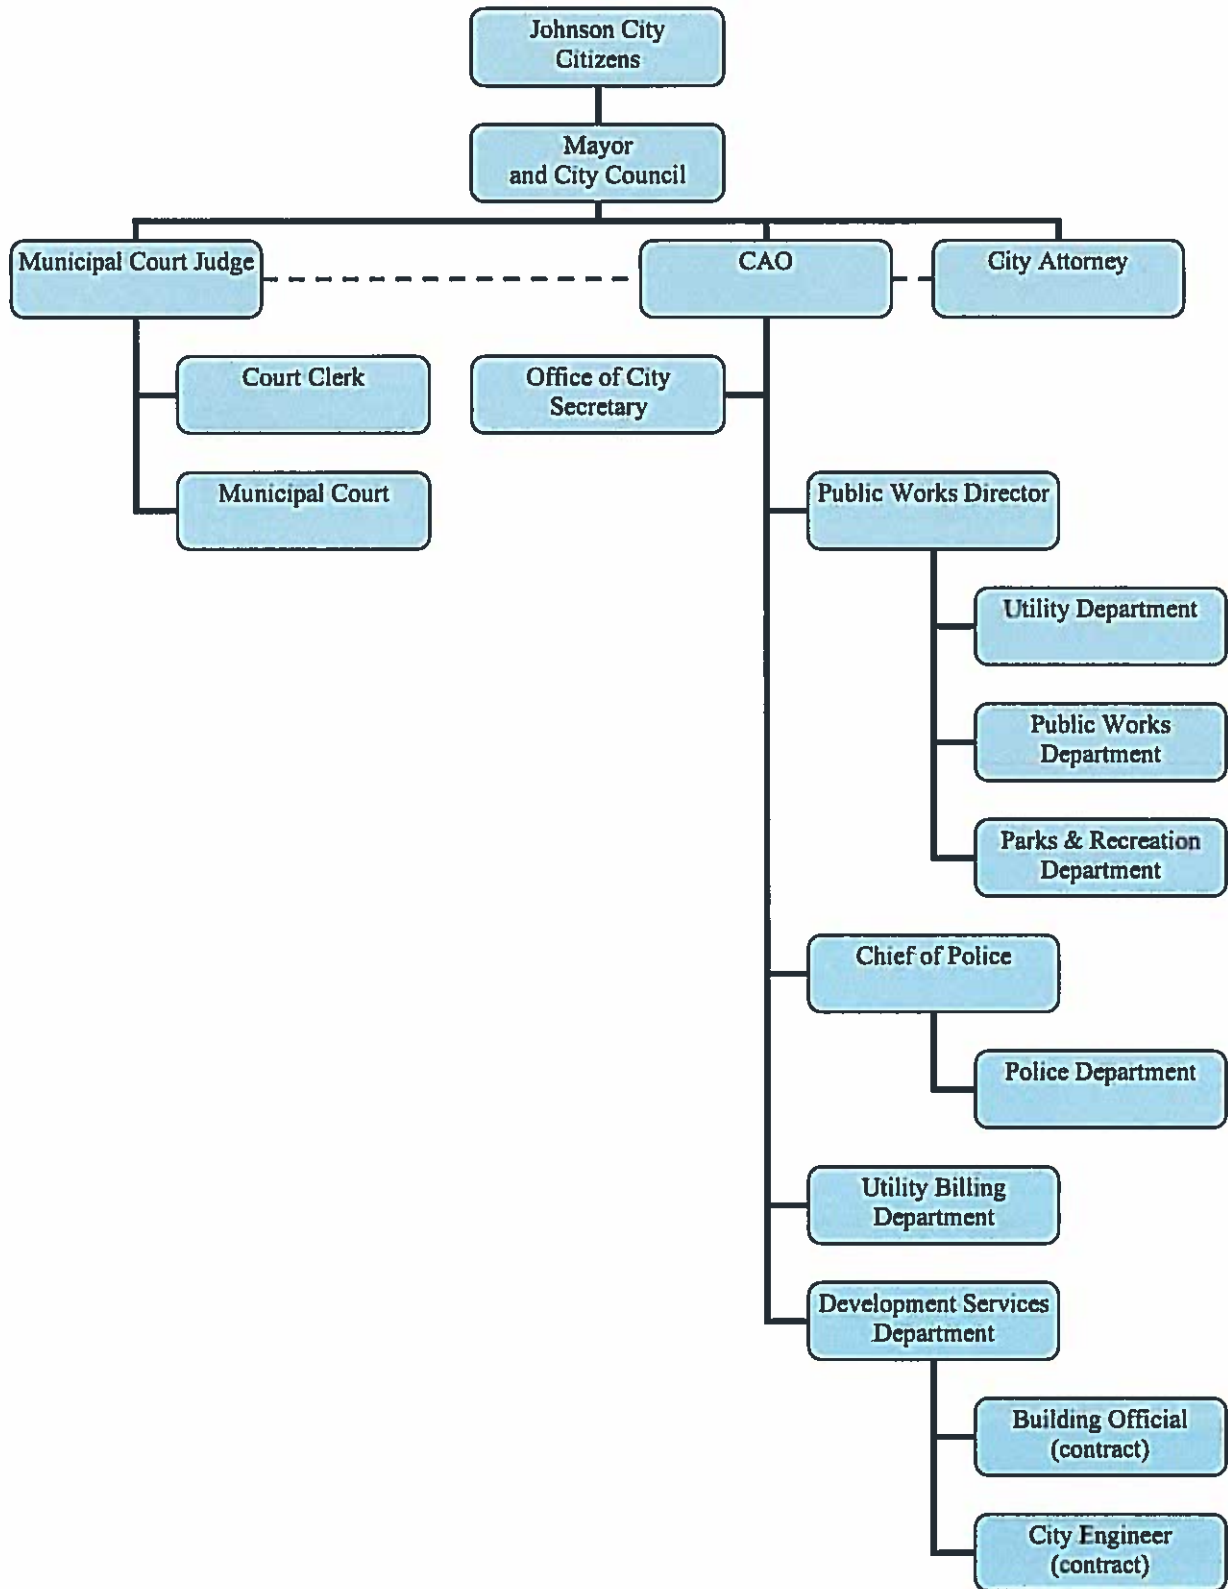 Johnson City
Citizens
Mayor
and City Council
Municipal Court Judge
CAO
City Attorney
Court Clerk
Office of City
Secretary
Municipal Court
Public Works Director
Utility Department
Public Works
Department
Parks & Recreation
Department
Chief of Police
Police Department
Utility Billing
Department
Development Services
Department
Building Official
(contract)
City Engineer
(contract)